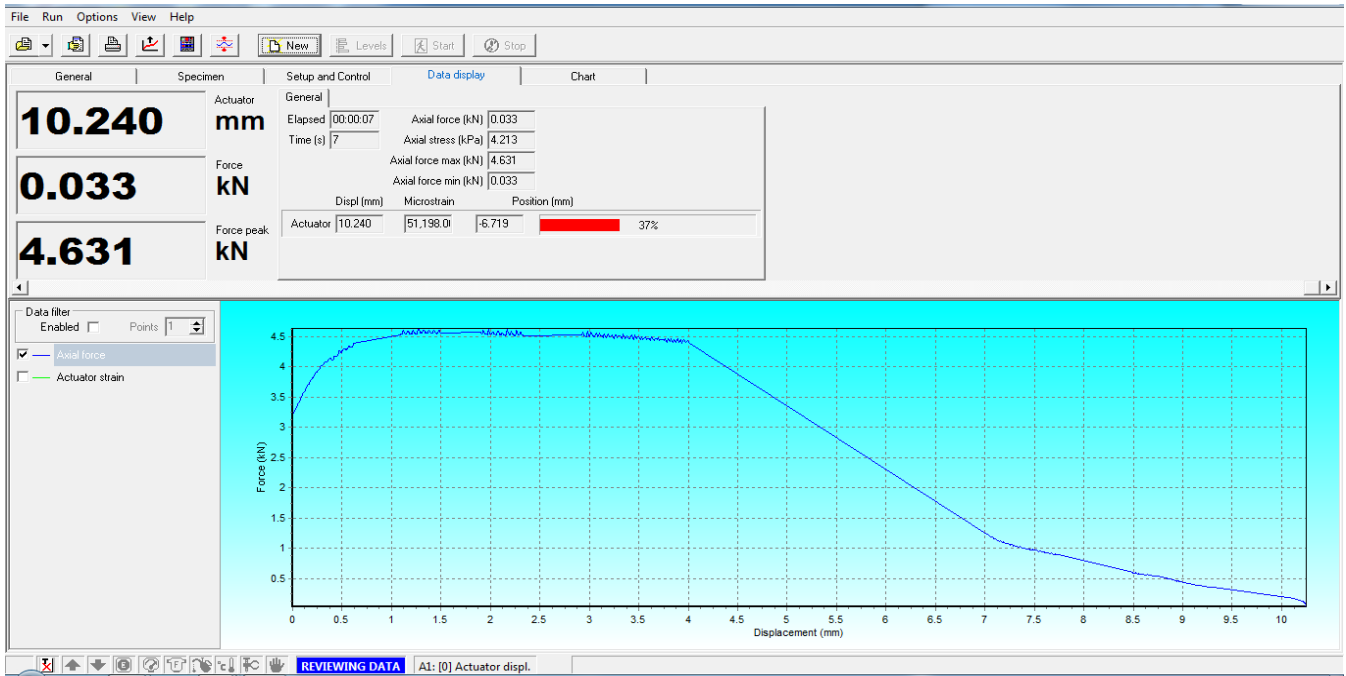 File Run Options View Help
New Levels Start Stop
General Specimen Setup and Control Data display Chart
10.240 Actuator mm
0.033 Force kN
4.631 Force peak kN
General
Elapsed 00:00:07 Axial force (kN) 0.033
Time (s) 7 Axial stress (kPa) 4.213
Axial force max (kN) 4.631
Axial force min (kN) 0.033
Displ (mm) Microstrain Position (mm)
Actuator 10.240 51,198.0 -6.719 37%
Data filter
Enabled Points 1
Axial force
Actuator strain
Force (kN)
4.5
4
3.5
3
2.5
2
1.5
1
0.5
0 0.5 1 1.5 2 2.5 3 3.5 4 4.5 5 5.5 6 6.5 7 7.5 8 8.5 9 9.5 10
Displacement (mm)
REVIEWING DATA A1: [0] Actuator displ.